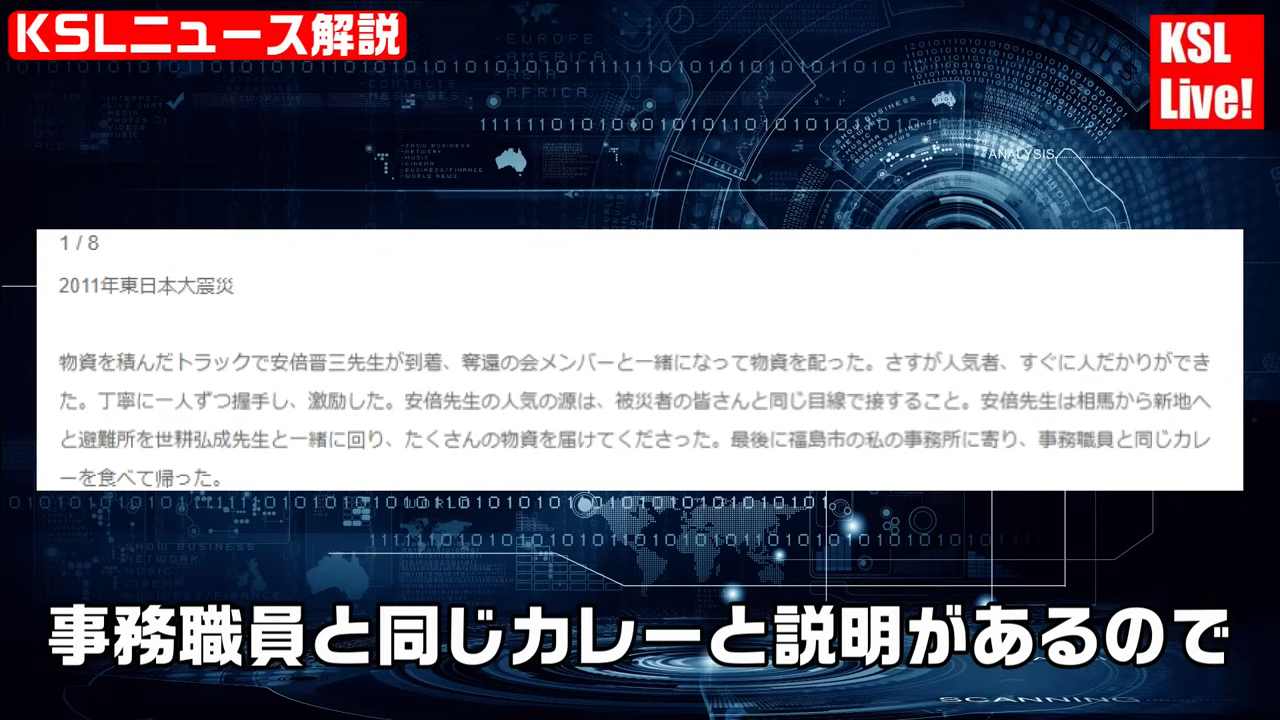 KSLニュース解説
KSL
Live!
EUROPE
AMERICA
ASIA
AFRICA
ANALYSIS
1 / 8
2011年東日本大震災
物資を積んだトラックで安倍晋三先生が到着、奪還の会メンバーと一緒になって物資を配った。さすが人気者、すぐに人だかりができ
た。丁寧に一人ずつ握手し、激励した。安倍先生の人気の源は、被災者の皆さんと同じ目線で接すること。安倍先生は相馬から新地へ
と避難所を世耕弘成先生と一緒に回り、たくさんの物資を届けてくださった。最後に福島市の私の事務所に寄り、事務職員と同じカレ
ーを食べて帰った。
事務職員と同じカレーと説明があるので
SCANNING